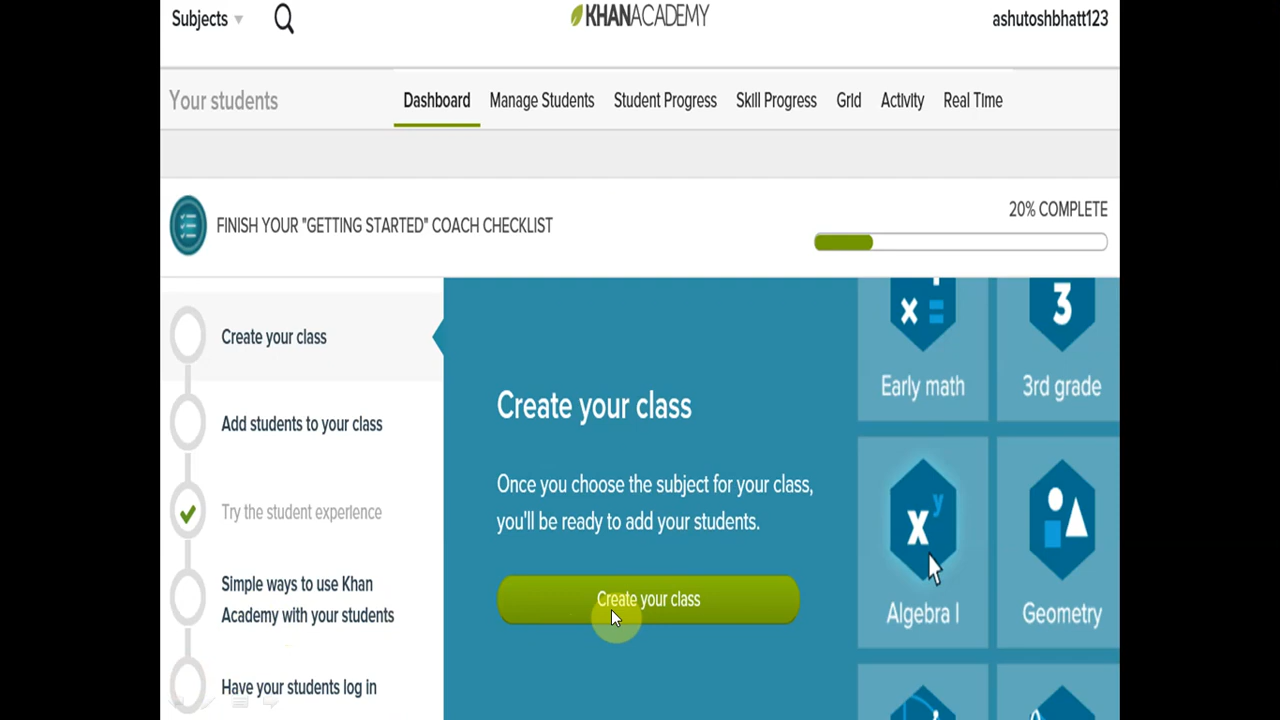 Subjects
KHANACADEMY
ashutoshbhatt123
Your students
Dashboard
Manage Students
Student Progress
Skill Progress
Grid
Activity
Real Time
FINISH YOUR "GETTING STARTED" COACH CHECKLIST
20% COMPLETE
Create your class
Add students to your class
Try the student experience
Simple ways to use Khan
Academy with your students
Have your students log in
Create your class
Once you choose the subject for your class,
you'll be ready to add your students.
Create your class
x =
Early math
3
3rd grade
x y
Algebra I
Geometry